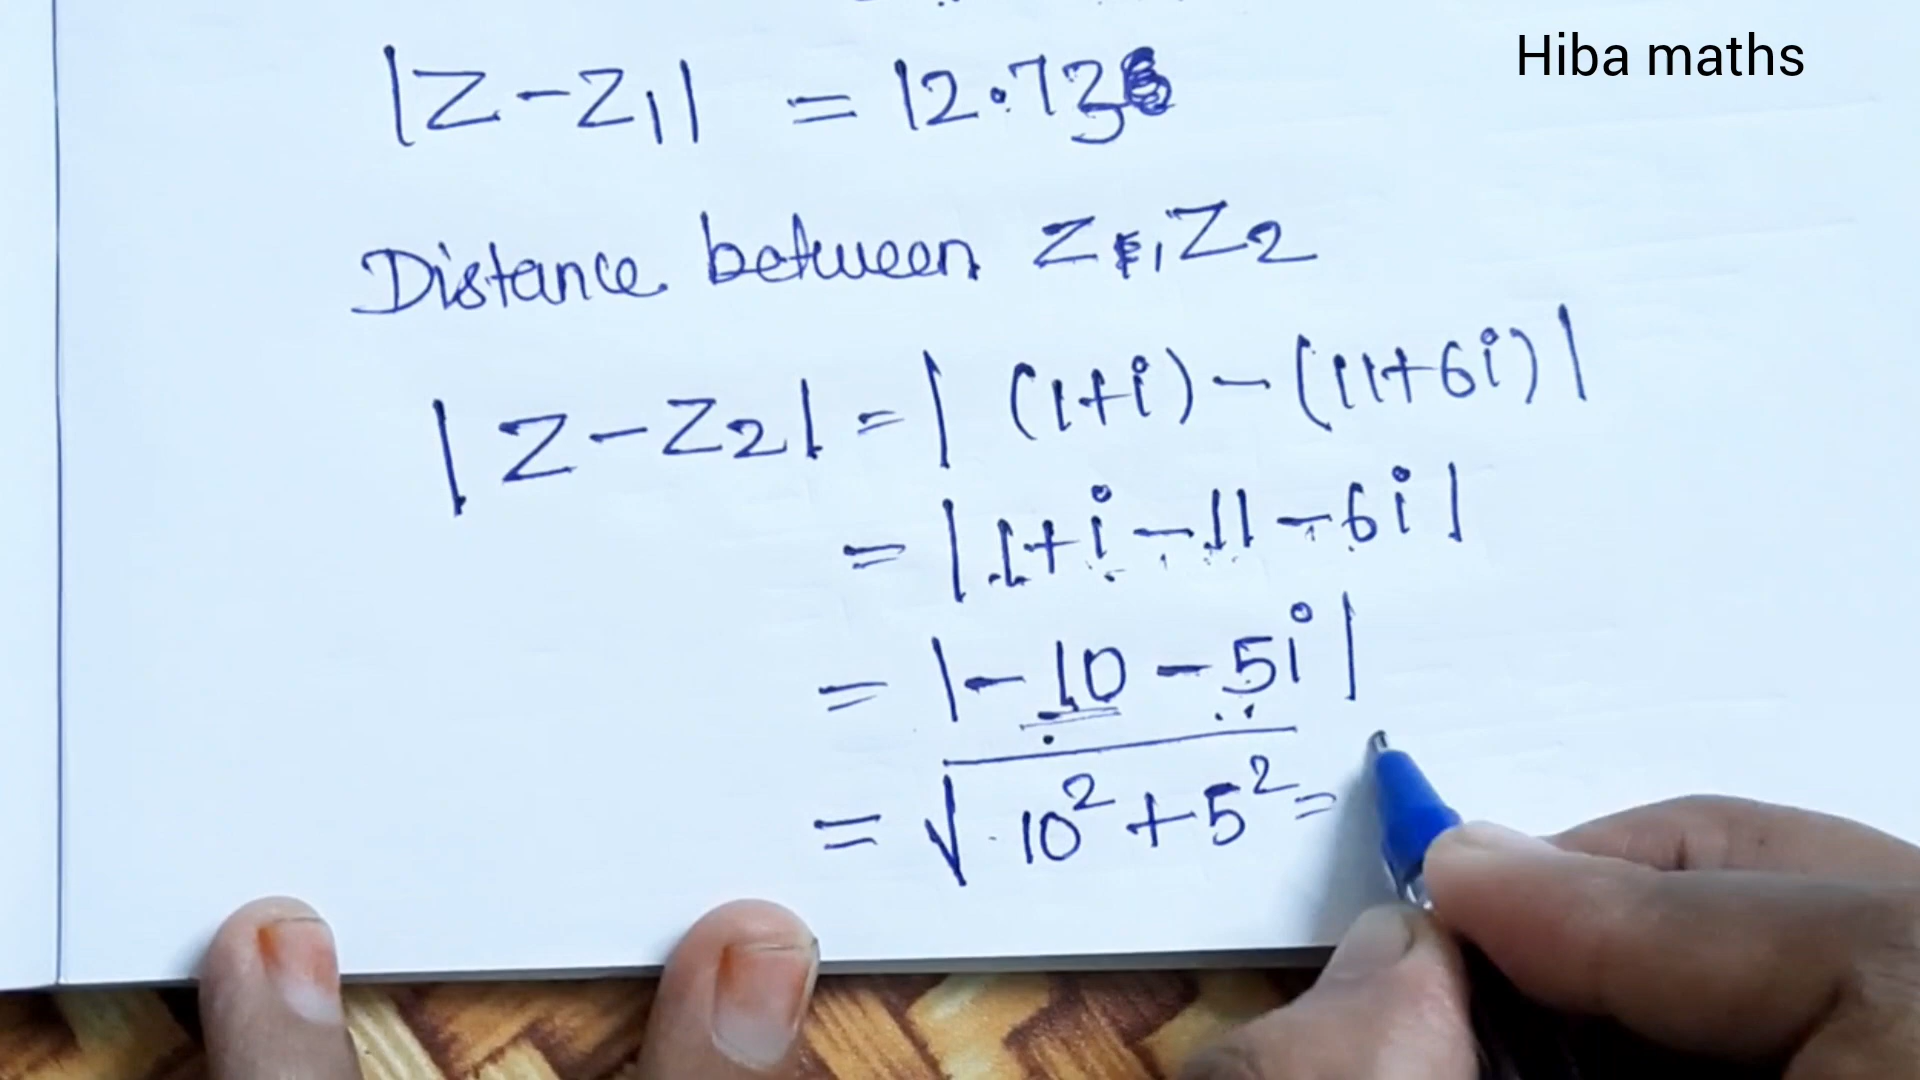 Hiba maths
|Z-Z₁| = 12.73
Distance between Z, Z₂
|Z-Z₂| = |(1+i)-(11+6i)|
= |1+i-11-6i|
= |-10-5i|
= √10²+5² =